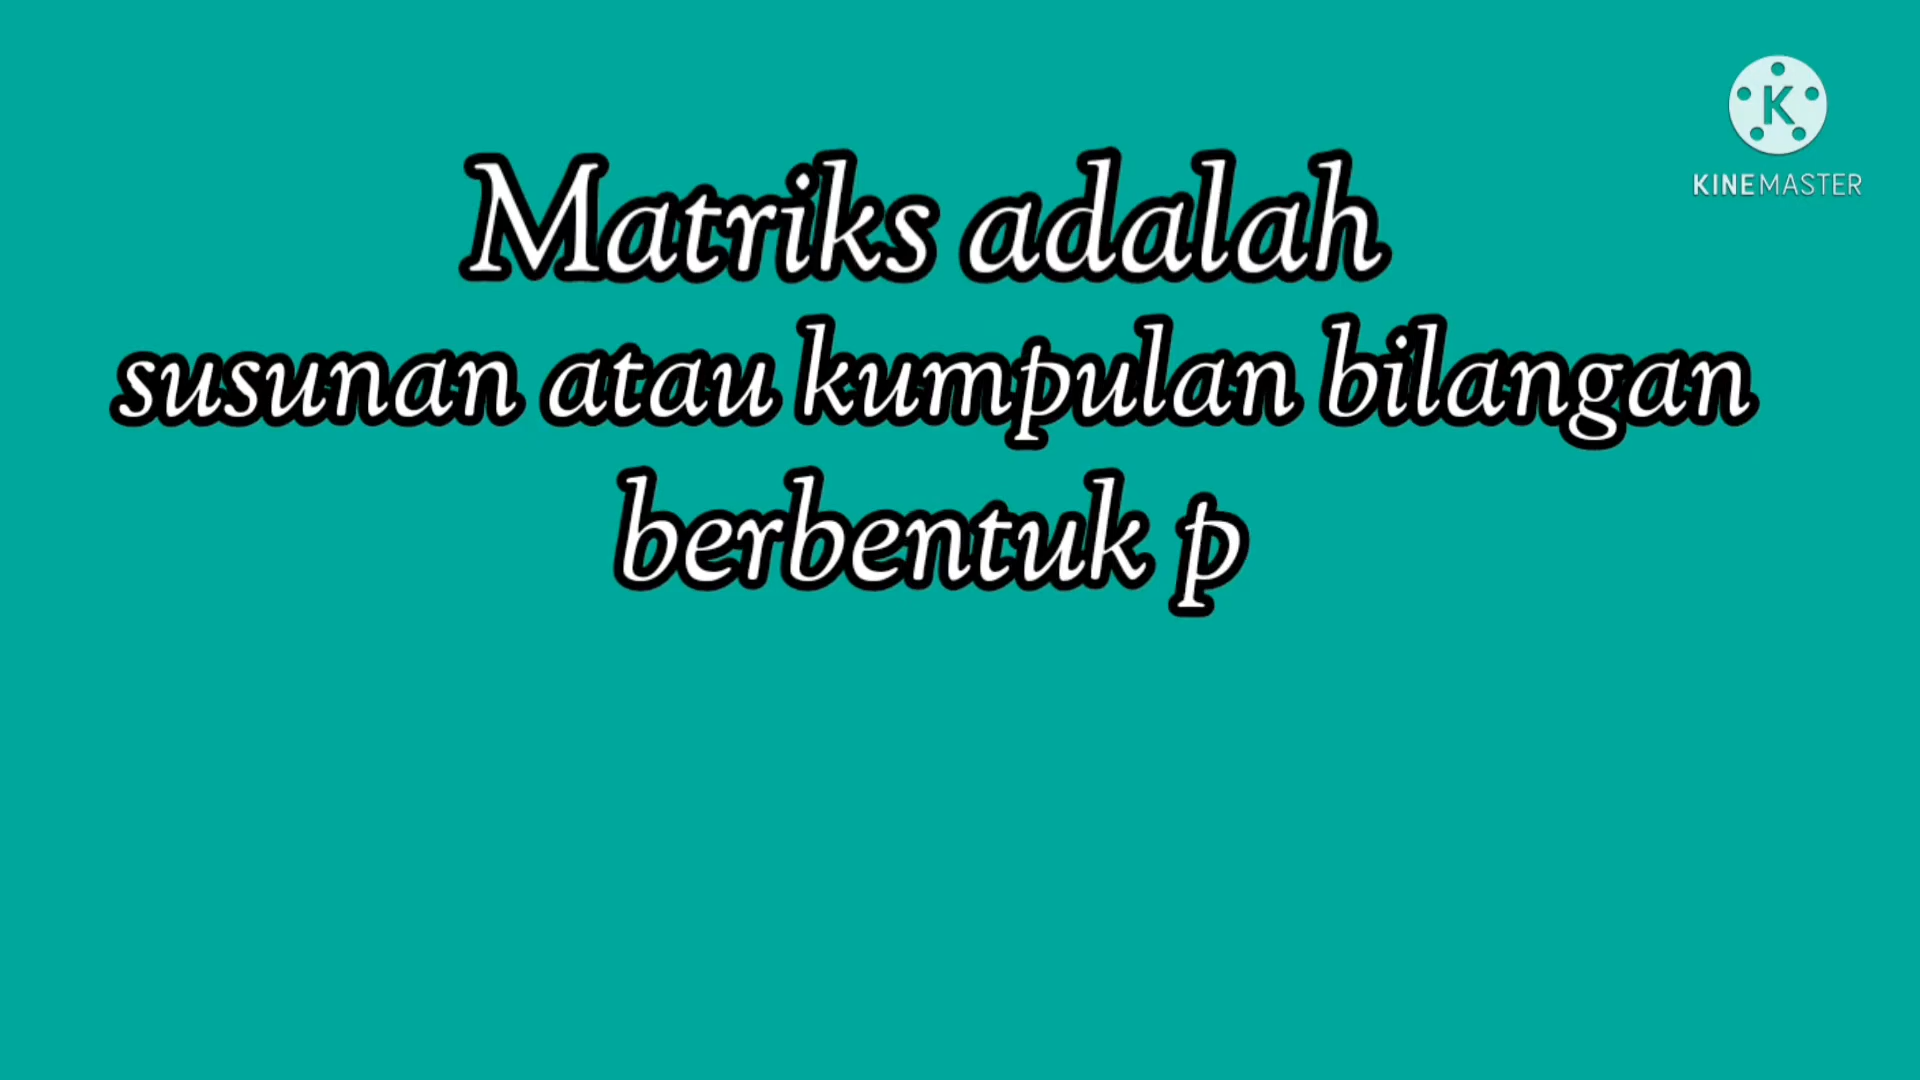 KINEMASTER
Matriks adalah
susunan atau kumpulan bilangan
berbentuk p